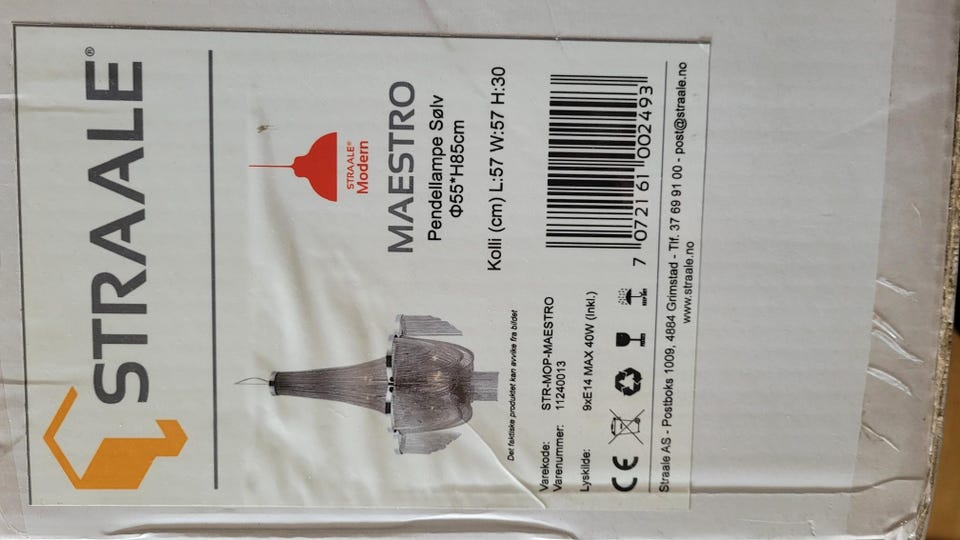 STRAALE®
STRAALE®
Modern
MAESTRO
Pendellampe Sølv
Φ55*H85cm
Kolli (cm) L:57 W:57 H:30
Det faktiske produktet kan avvike fra bildet
Varekode: STR-MOP-MAESTRO
Varenummer: 11240013
Lyskilde: 9xE14 MAX 40W (Inkl.)
7 072161 002493
CE
Straale AS - Postboks 1009, 4884 Grimstad - Tlf. 37 69 91 00 - post@straale.no
www.straale.no